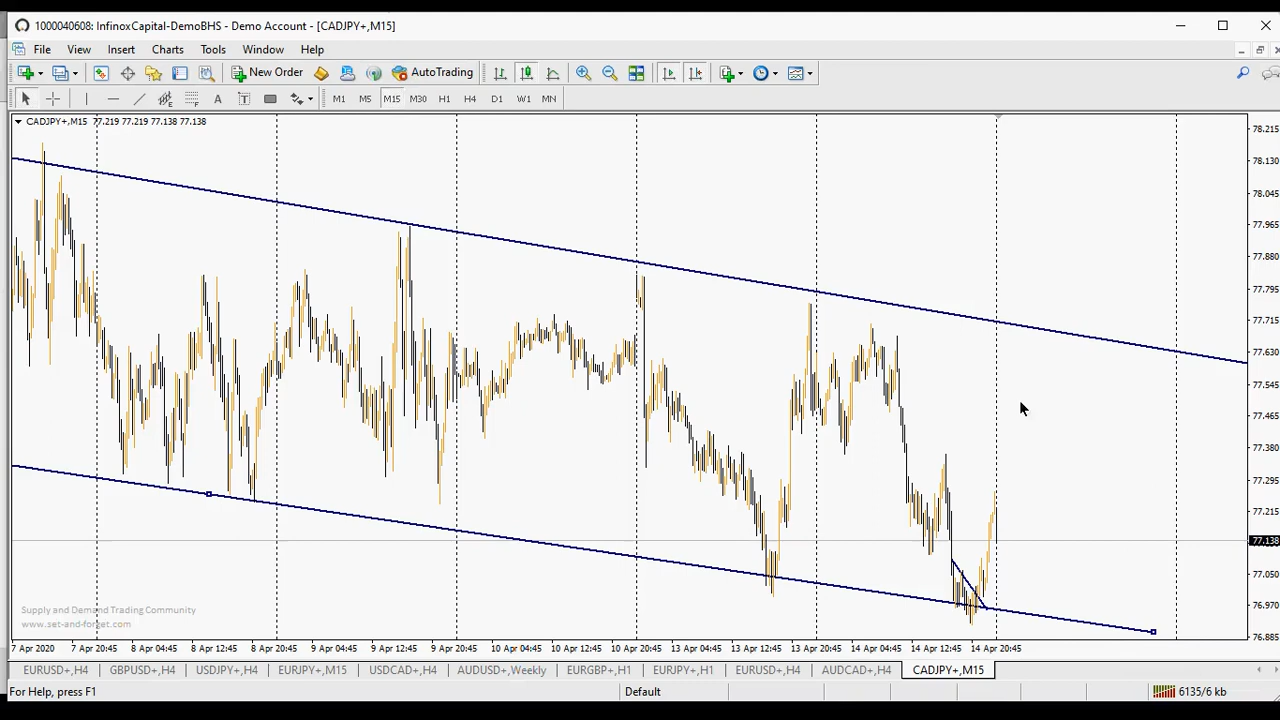 1000040608: InfinoxCapital-DemoBHS - Demo Account - [CADJPY+,M15]
File View Insert Charts Tools Window Help
New Order AutoTrading
A T M1 M5 M15 M30 H1 H4 D1 W1 MN
CADJPY+,M15 77.219 77.219 77.138 77.138
78.215
78.130
78.045
77.965
77.880
77.795
77.715
77.630
77.545
77.465
77.380
77.295
77.215
77.138
77.050
76.970
76.885
Supply and Demand Trading Community
www.set-and-forget.com
7 Apr 2020 7 Apr 20:45 8 Apr 04:45 8 Apr 12:45 8 Apr 20:45 9 Apr 04:45 9 Apr 12:45 9 Apr 20:45 10 Apr 04:45 10 Apr 12:45 10 Apr 20:45 13 Apr 04:45 13 Apr 12:45 13 Apr 20:45 14 Apr 04:45 14 Apr 12:45 14 Apr 20:45
EURUSD+,H4 GBPUSD+,H4 USDJPY+,H4 EURJPY+,M15 USDCAD+,H4 AUDUSD+,Weekly EURGBP+,H1 EURJPY+,H1 EURUSD+,H4 AUDCAD+,H4 CADJPY+,M15
For Help, press F1 Default 6135/6 kb